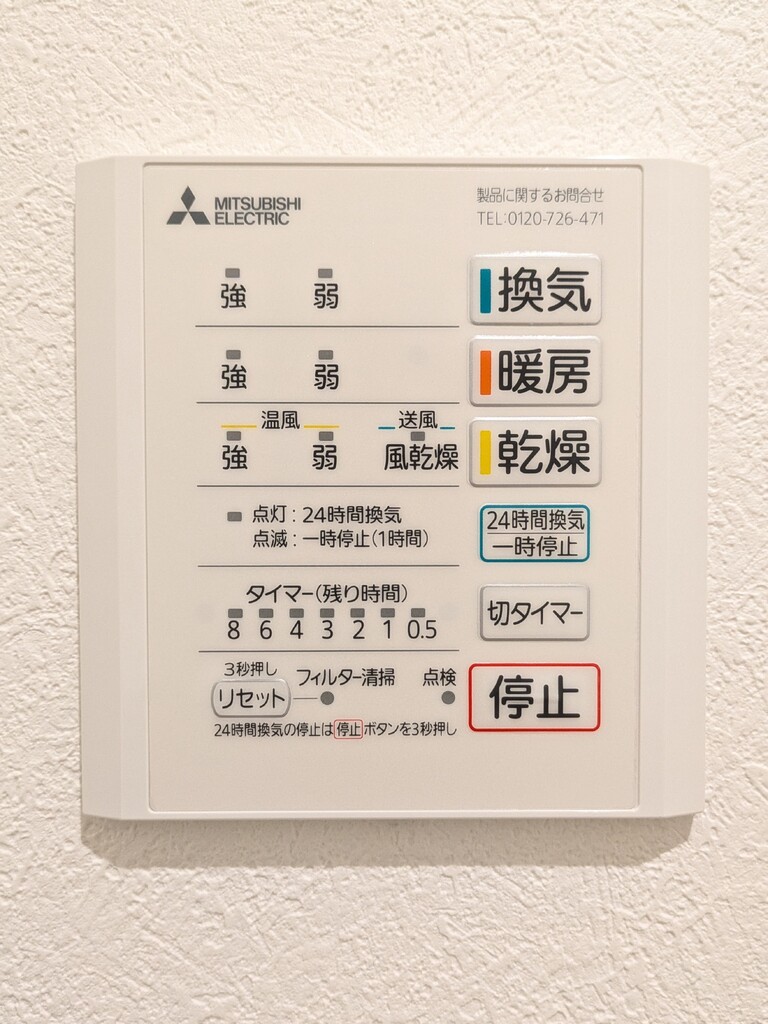 MITSUBISHI
ELECTRIC
製品に関するお問合せ
TEL:0120-726-471
強 弱 換気
強 弱 暖房
温風 送風
強 弱 風乾燥 乾燥
点灯：24時間換気
点滅：一時停止(1時間)
24時間換気
一時停止
タイマー(残り時間)
8 6 4 3 2 1 0.5
切タイマー
3秒押し
リセット フィルター清掃 点検
停止
24時間換気の停止は停止ボタンを3秒押し